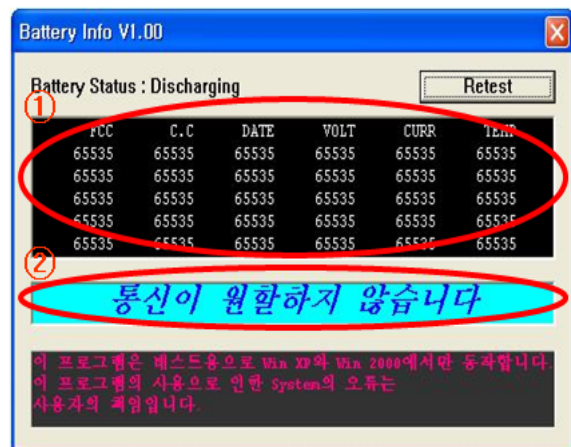 Battery Info V1.00
Battery Status : Discharging
Retest
①
FCC C.C DATE VOLT CURR TEMP
65535 65535 65535 65535 65535 65535
65535 65535 65535 65535 65535 65535
65535 65535 65535 65535 65535 65535
65535 65535 65535 65535 65535 65535
65535 65535 65535 65535 65535 65535
②
통신이 원활하지 않습니다
이 프로그램은 베스트용으로 Win XP와 Win 2000에서만 동작합니다.
이 프로그램의 사용으로 인한 System의 오류는
사용자의 책임입니다.